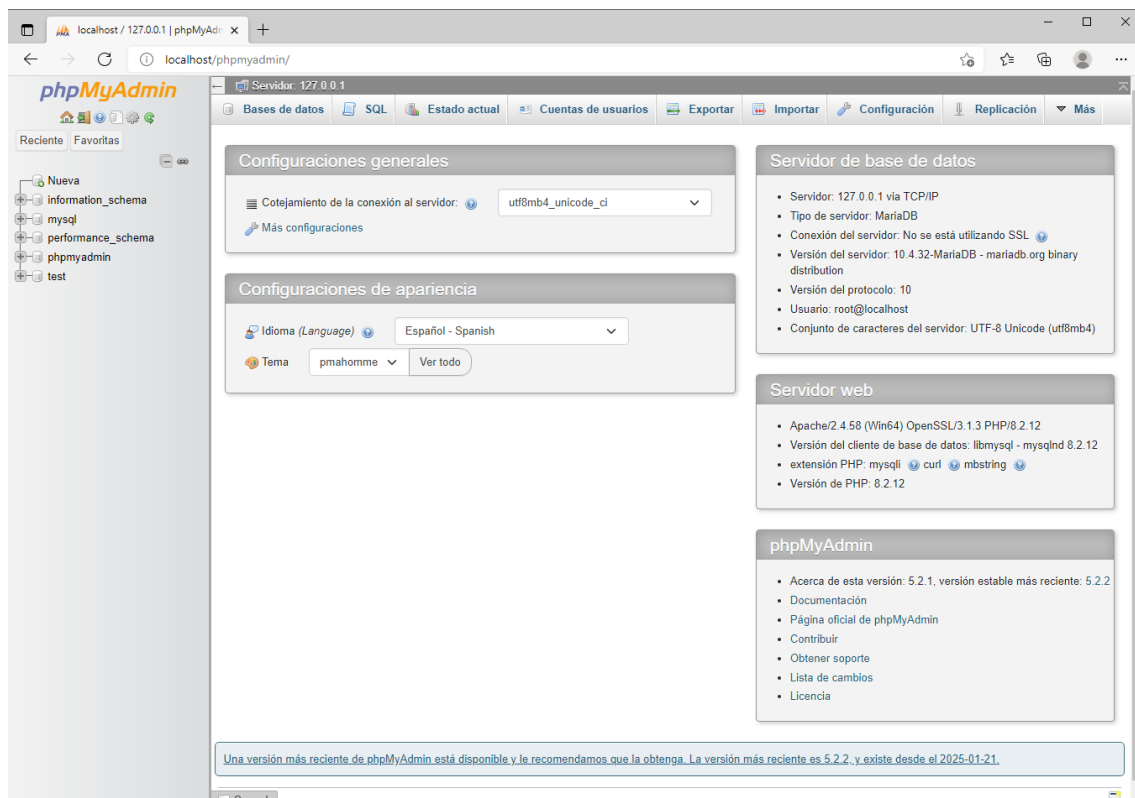 localhost / 127.0.0.1 | phpMyAdr
localhost/phpmyadmin/
phpMyAdmin
Reciente Favoritas
Nueva
information_schema
mysql
performance_schema
phpmyadmin
test
Servidor: 127.0.0.1
Bases de datos SQL Estado actual Cuentas de usuarios Exportar Importar Configuración Replicación Más
Configuraciones generales
Cotejamiento de la conexión al servidor: utf8mb4_unicode_ci
Más configuraciones
Configuraciones de apariencia
Idioma (Language) Español - Spanish
Tema pmahomme Ver todo
Servidor de base de datos
Servidor: 127.0.0.1 via TCP/IP
Tipo de servidor: MariaDB
Conexión del servidor: No se está utilizando SSL
Versión del servidor: 10.4.32-MariaDB - mariadb.org binary
distribution
Versión del protocolo: 10
Usuario: root@localhost
Conjunto de caracteres del servidor: UTF-8 Unicode (utf8mb4)
Servidor web
Apache/2.4.58 (Win64) OpenSSL/3.1.3 PHP/8.2.12
Versión del cliente de base de datos: libmysql - mysqlnd 8.2.12
extensión PHP: mysqli curl mbstring
Versión de PHP: 8.2.12
phpMyAdmin
Acerca de esta versión: 5.2.1, versión estable más reciente: 5.2.2
Documentación
Página oficial de phpMyAdmin
Contribuir
Obtener soporte
Lista de cambios
Licencia
Una versión más reciente de phpMyAdmin está disponible y le recomendamos que la obtenga. La versión más reciente es 5.2.2, y existe desde el 2025-01-21.